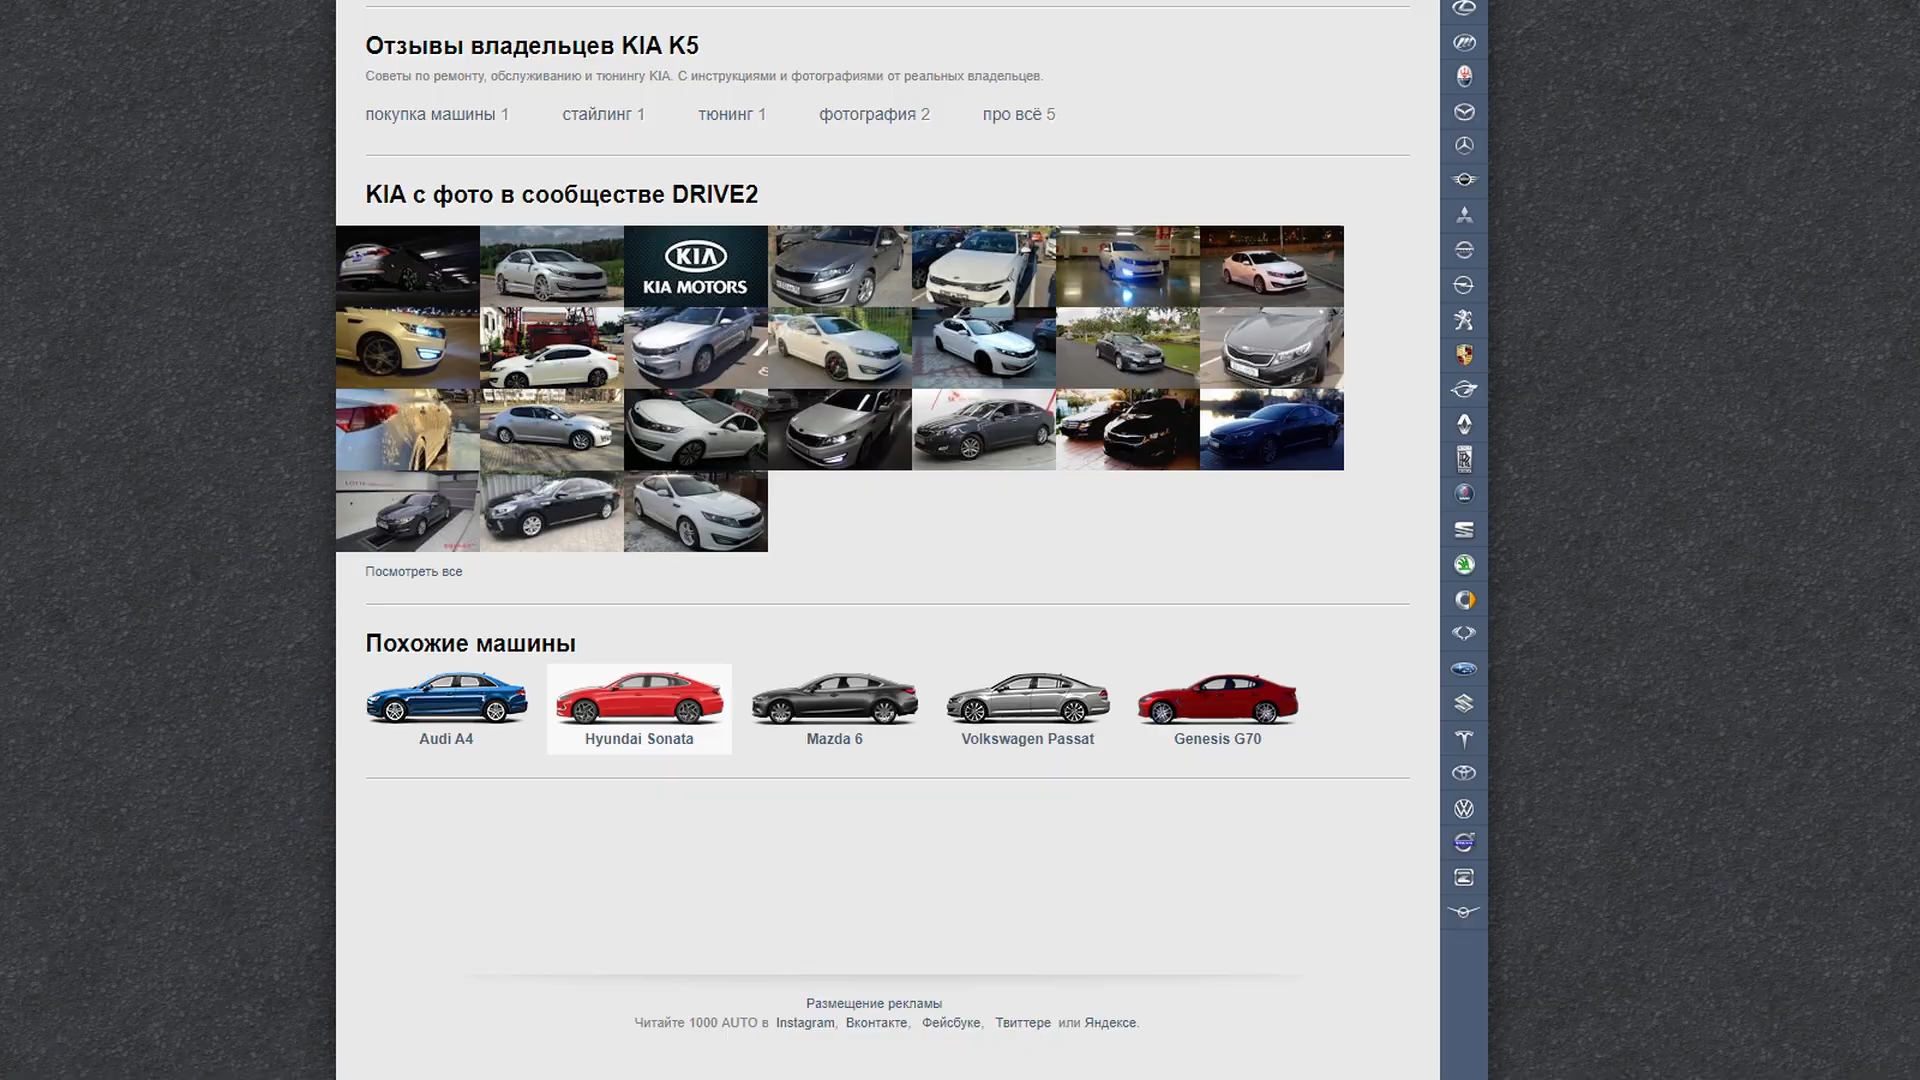 Отзывы владельцев KIA K5
Советы по ремонту, обслуживанию и тюнингу KIA. С инструкциями и фотографиями от реальных владельцев.
покупка машины 1 стайлинг 1 тюнинг 1 фотография 2 про всё 5
KIA с фото в сообществе DRIVE2
KIA
KIA MOTORS
Посмотреть все
Похожие машины
Audi A4 Hyundai Sonata Mazda 6 Volkswagen Passat Genesis G70
Размещение рекламы
Читайте 1000 AUTO в Instagram, Вконтакте, Фейсбуке, Твиттере или Яндексе.